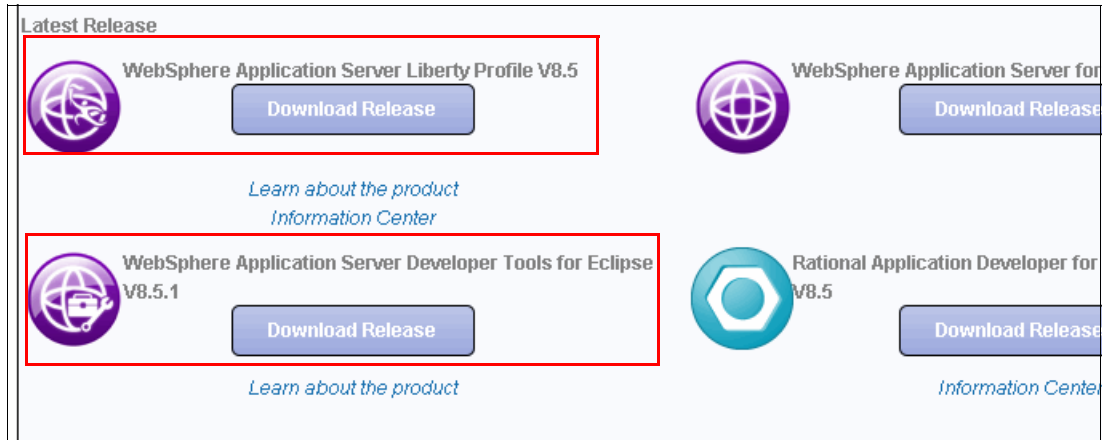 Latest Release
WebSphere Application Server Liberty Profile V8.5
Download Release
Learn about the product
Information Center
WebSphere Application Server for
Download Release
WebSphere Application Server Developer Tools for Eclipse
V8.5.1
Download Release
Learn about the product
Rational Application Developer for
V8.5
Download Release
Information Center